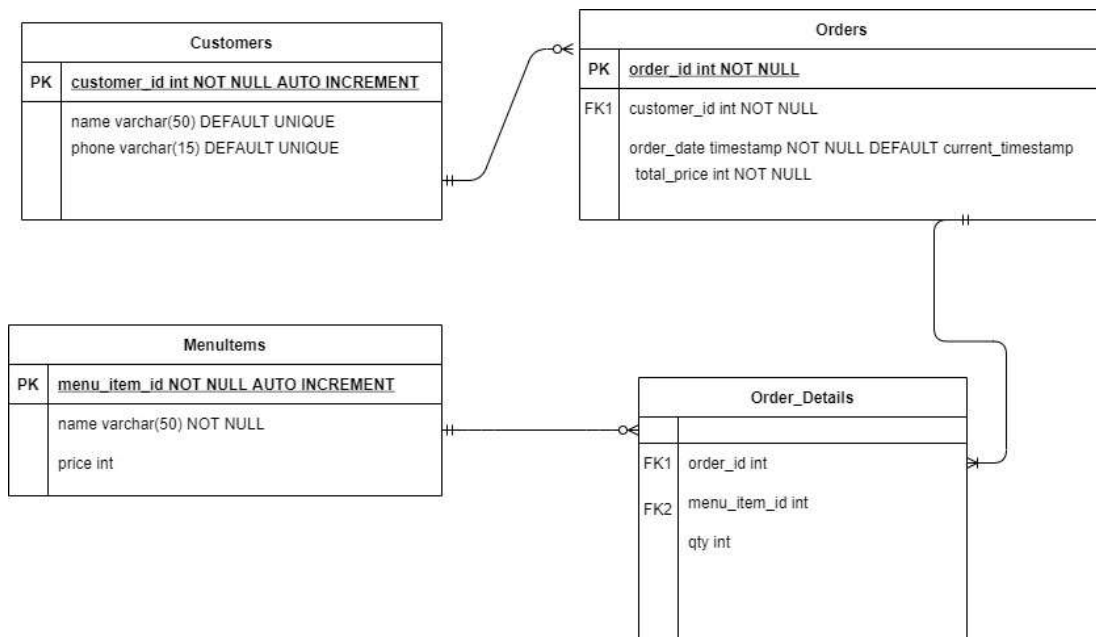 Customers
PK customer_id int NOT NULL AUTO INCREMENT
name varchar(50) DEFAULT UNIQUE
phone varchar(15) DEFAULT UNIQUE
Orders
PK order_id int NOT NULL
FK1 customer_id int NOT NULL
order_date timestamp NOT NULL DEFAULT current_timestamp
total_price int NOT NULL
MenuItems
PK menu_item_id NOT NULL AUTO INCREMENT
name varchar(50) NOT NULL
price int
Order_Details
FK1 order_id int
FK2 menu_item_id int
qty int